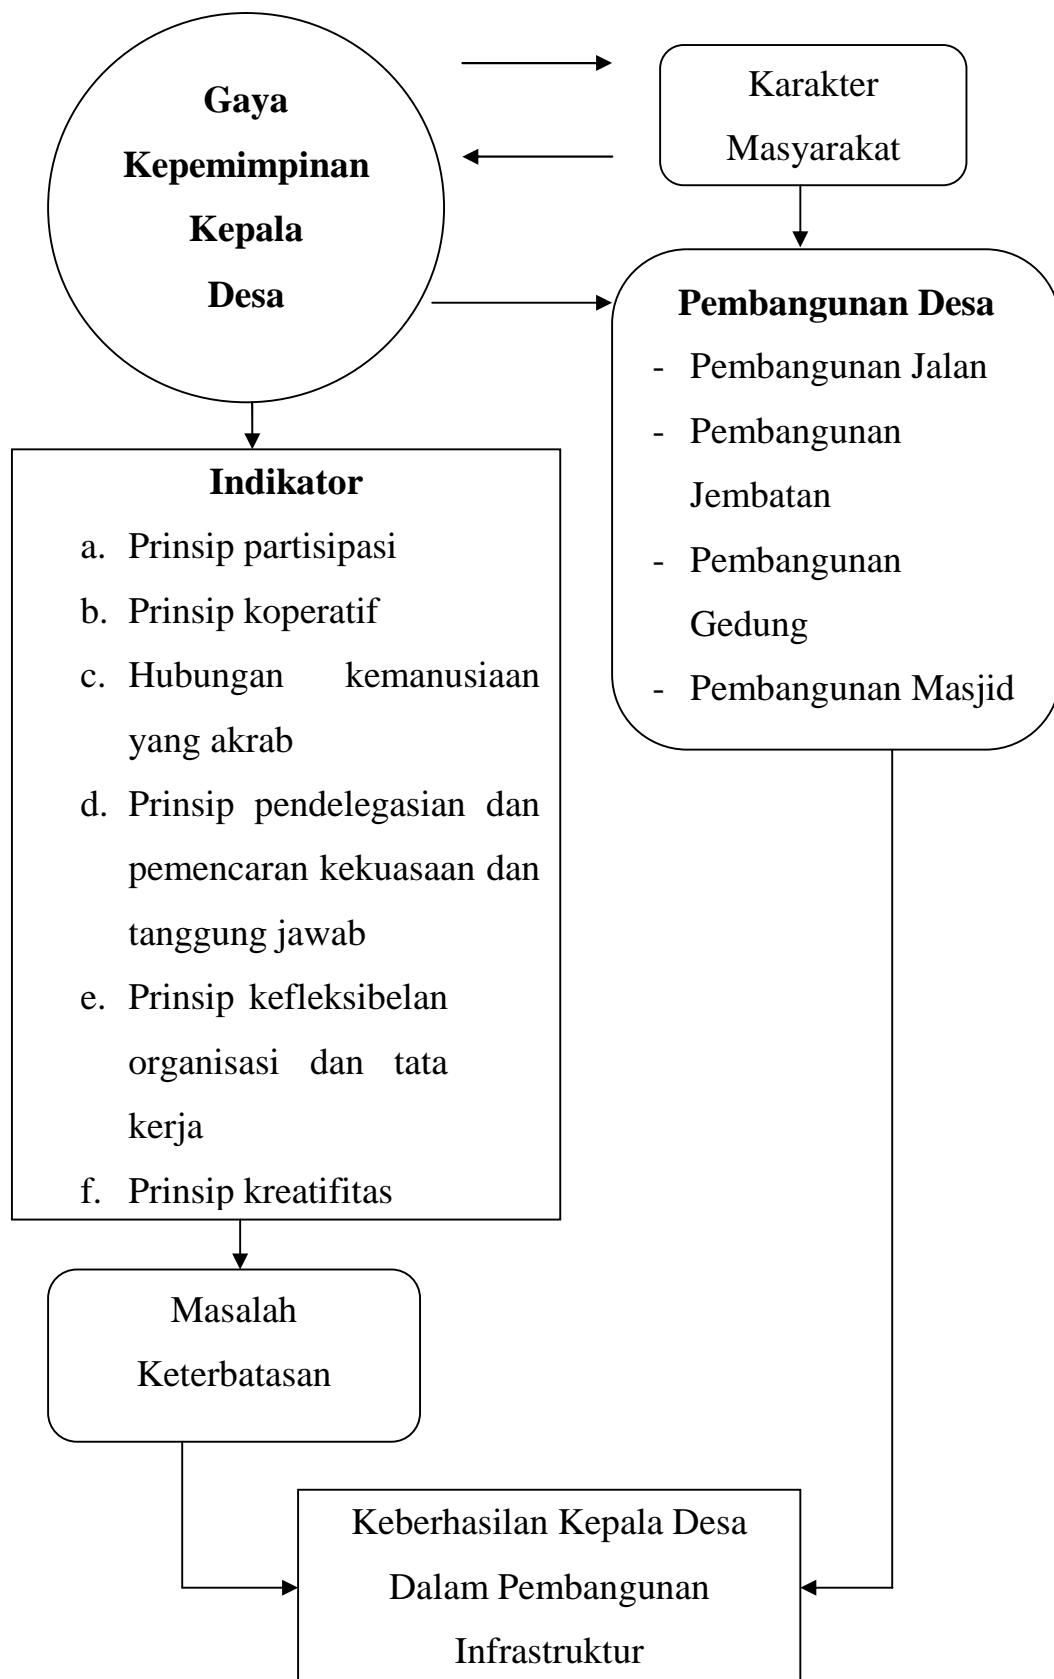 Gaya
Kepemimpinan
Kepala
Desa
Karakter
Masyarakat
Pembangunan Desa
- Pembangunan Jalan
- Pembangunan
Jembatan
- Pembangunan
Gedung
- Pembangunan Masjid
Indikator
a. Prinsip partisipasi
b. Prinsip koperatif
c. Hubungan kemanusiaan
yang akrab
d. Prinsip pendelegasian dan
pemencaran kekuasaan dan
tanggung jawab
e. Prinsip kefleksibelan
organisasi dan tata
kerja
f. Prinsip kreatifitas
Masalah
Keterbatasan
Keberhasilan Kepala Desa
Dalam Pembangunan
Infrastruktur